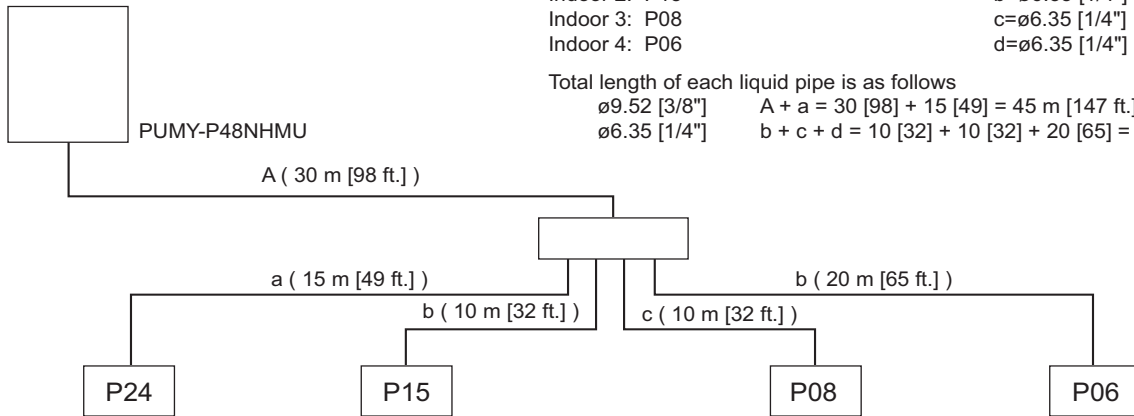 Indoor 3: P08 c=ø6.35 [1/4"]
Indoor 4: P06 d=ø6.35 [1/4"]
Total length of each liquid pipe is as follows
ø9.52 [3/8"] A + a = 30 [98] + 15 [49] = 45 m [147 ft.]
ø6.35 [1/4"] b + c + d = 10 [32] + 10 [32] + 20 [65] =
PUMY-P48NHMU
A ( 30 m [98 ft.] )
a ( 15 m [49 ft.] )
b ( 20 m [65 ft.] )
b ( 10 m [32 ft.] )
c ( 10 m [32 ft.] )
P24
P15
P08
P06